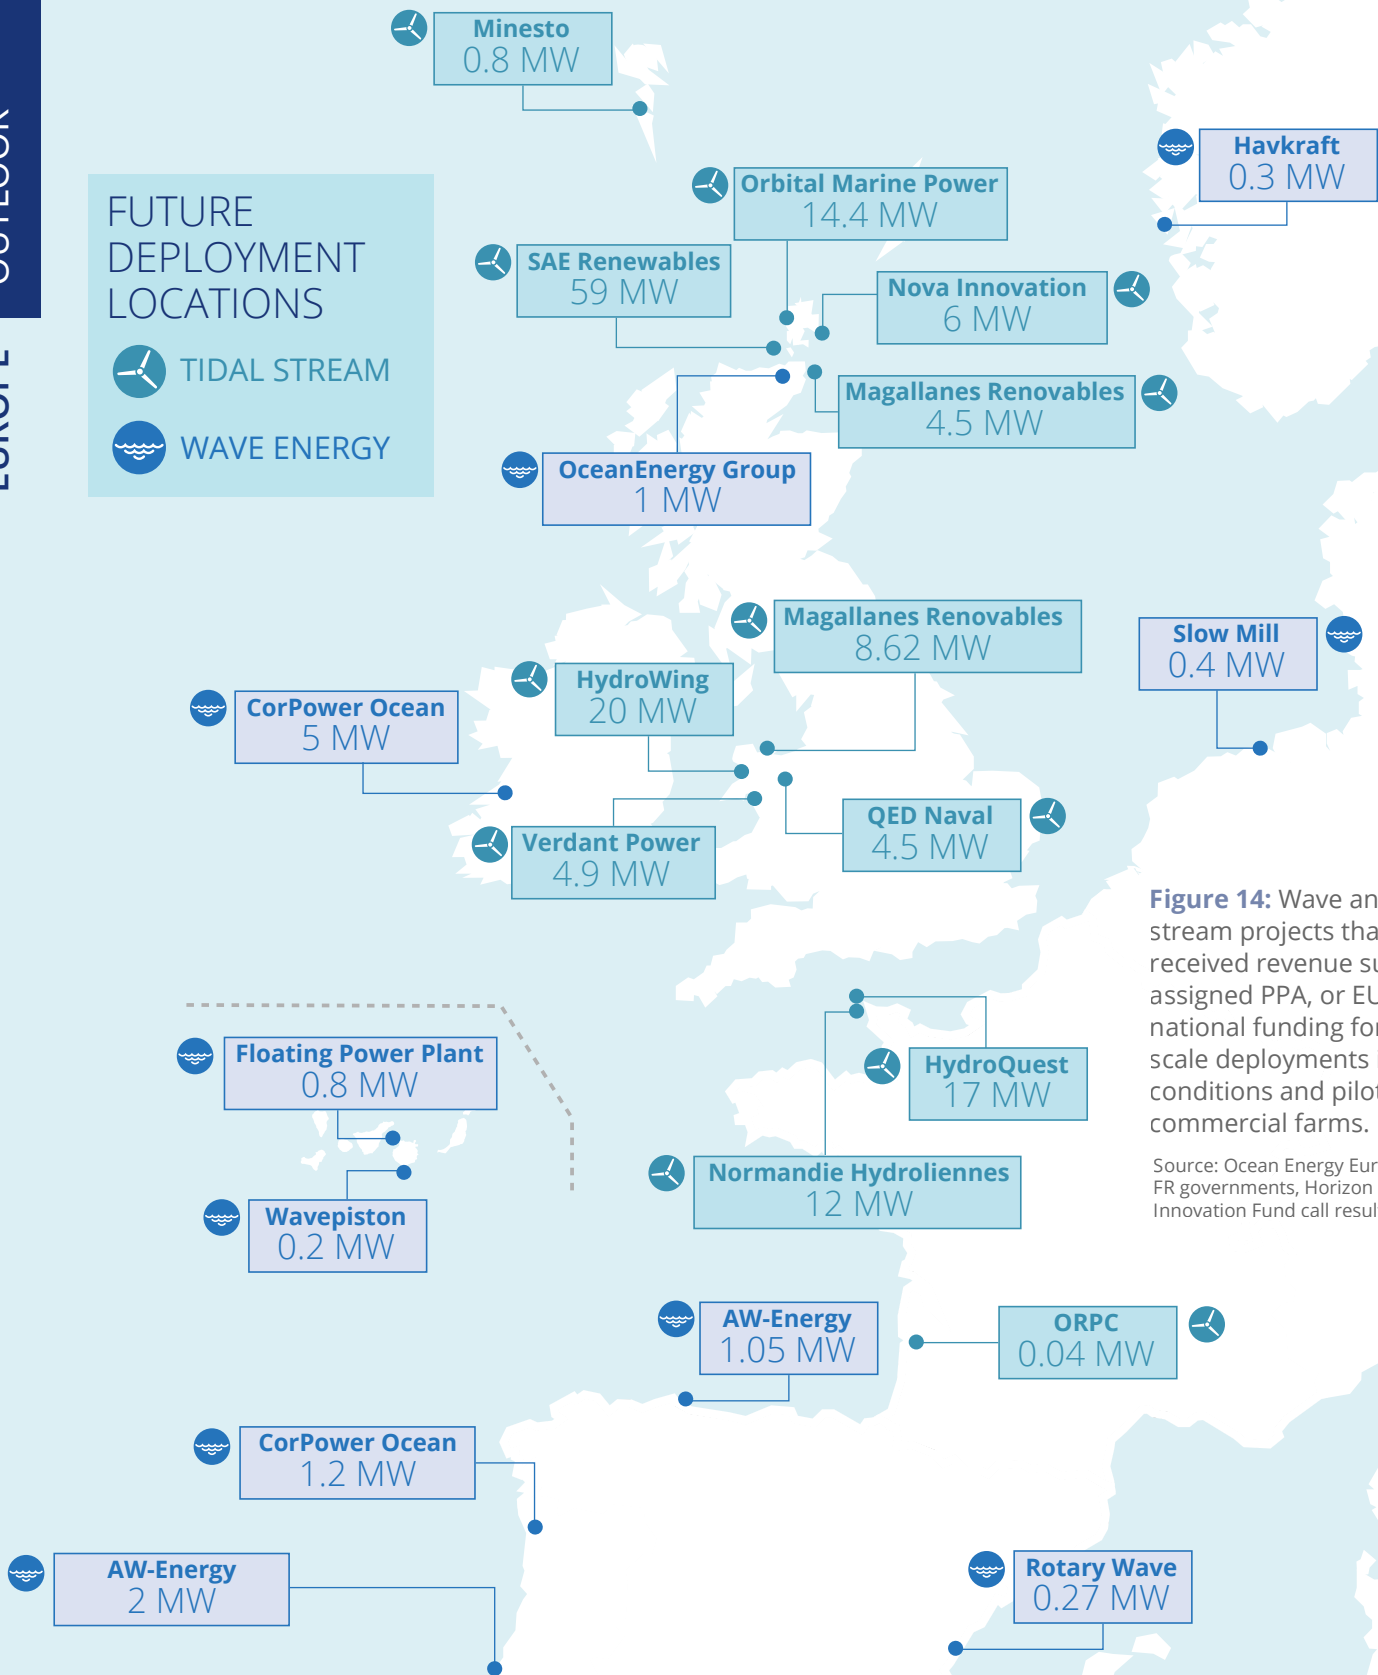 Minesto
0.8 MW
Havkraft
0.3 MW
Orbital Marine Power
14.4 MW
FUTURE
DEPLOYMENT
LOCATIONS
TIDAL STREAM
WAVE ENERGY
SAE Renewables
59 MW
Nova Innovation
6 MW
Magallanes Renovables
4.5 MW
OceanEnergy Group
1 MW
Magallanes Renovables
8.62 MW
Slow Mill
0.4 MW
HydroWing
20 MW
CorPower Ocean
5 MW
QED Naval
4.5 MW
Verdant Power
4.9 MW
Figure 14: Wave an
stream projects tha
received revenue su
assigned PPA, or EU
national funding for
scale deployments i
conditions and pilot
commercial farms.
Source: Ocean Energy Eur
FR governments, Horizon
Innovation Fund call resul
Floating Power Plant
0.8 MW
HydroQuest
17 MW
Normandie Hydroliennes
12 MW
Wavepiston
0.2 MW
AW-Energy
1.05 MW
ORPC
0.04 MW
CorPower Ocean
1.2 MW
AW-Energy
2 MW
Rotary Wave
0.27 MW